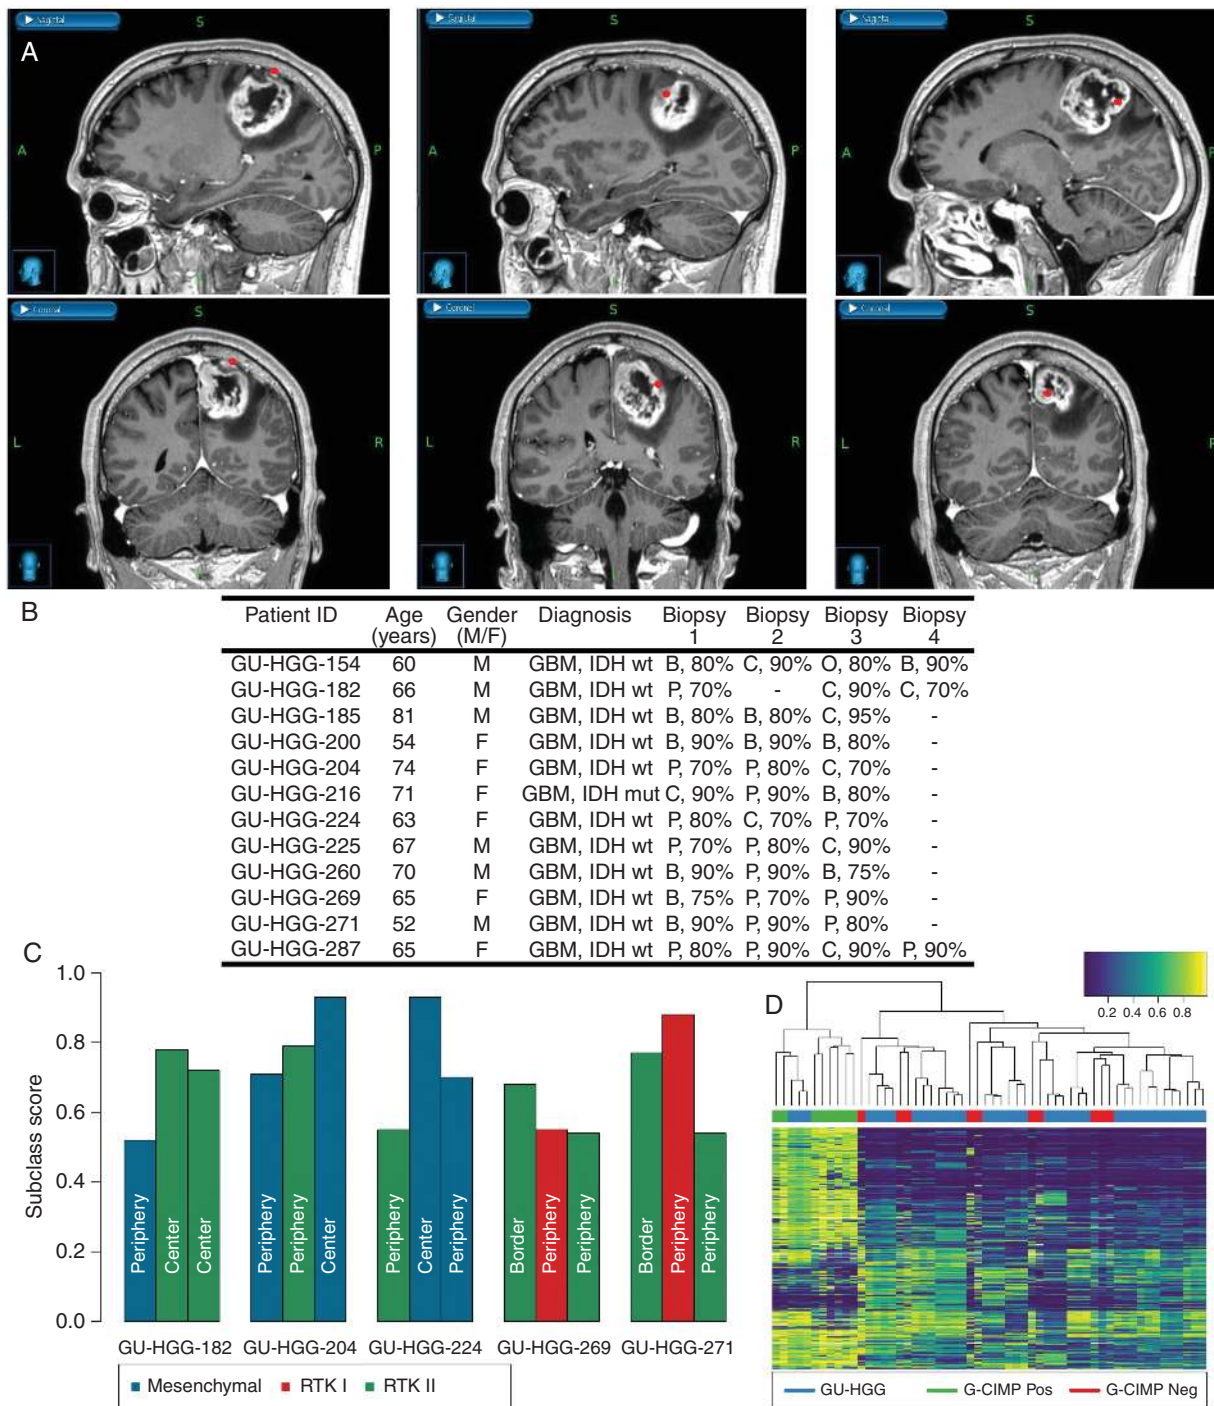 A
Sagittal
S
A
P
Sagittal
S
A
P
Sagittal
S
A
P
Coronal
S
L
R
Coronal
S
L
R
Coronal
S
L
R
B
Patient ID Age (years) Gender (M/F) Diagnosis Biopsy 1 Biopsy 2 Biopsy 3 Biopsy 4
GU-HGG-154 60 M GBM, IDH wt B, 80% C, 90% O, 80% B, 90%
GU-HGG-182 66 M GBM, IDH wt P, 70% - C, 90% C, 70%
GU-HGG-185 81 M GBM, IDH wt B, 80% B, 80% C, 95% -
GU-HGG-200 54 F GBM, IDH wt B, 90% B, 90% B, 80% -
GU-HGG-204 74 F GBM, IDH wt P, 70% P, 80% C, 70% -
GU-HGG-216 71 F GBM, IDH mut C, 90% P, 90% B, 80% -
GU-HGG-224 63 F GBM, IDH wt P, 80% C, 70% P, 70% -
GU-HGG-225 67 M GBM, IDH wt P, 70% P, 80% C, 90% -
GU-HGG-260 70 M GBM, IDH wt B, 90% P, 90% B, 75% -
GU-HGG-269 65 F GBM, IDH wt B, 75% P, 70% P, 90% -
GU-HGG-271 52 M GBM, IDH wt B, 90% P, 90% P, 80% -
GU-HGG-287 65 F GBM, IDH wt P, 80% P, 90% C, 90% P, 90%
C
Subclass score
1.0
0.8
0.6
0.4
0.2
0.0
Periphery
Center
Center
Periphery
Periphery
Center
Periphery
Center
Periphery
Border
Periphery
Periphery
Border
Periphery
Periphery
GU-HGG-182 GU-HGG-204 GU-HGG-224 GU-HGG-269 GU-HGG-271
Mesenchymal RTK I RTK II
D
0.2 0.4 0.6 0.8
GU-HGG G-CIMP Pos G-CIMP Neg